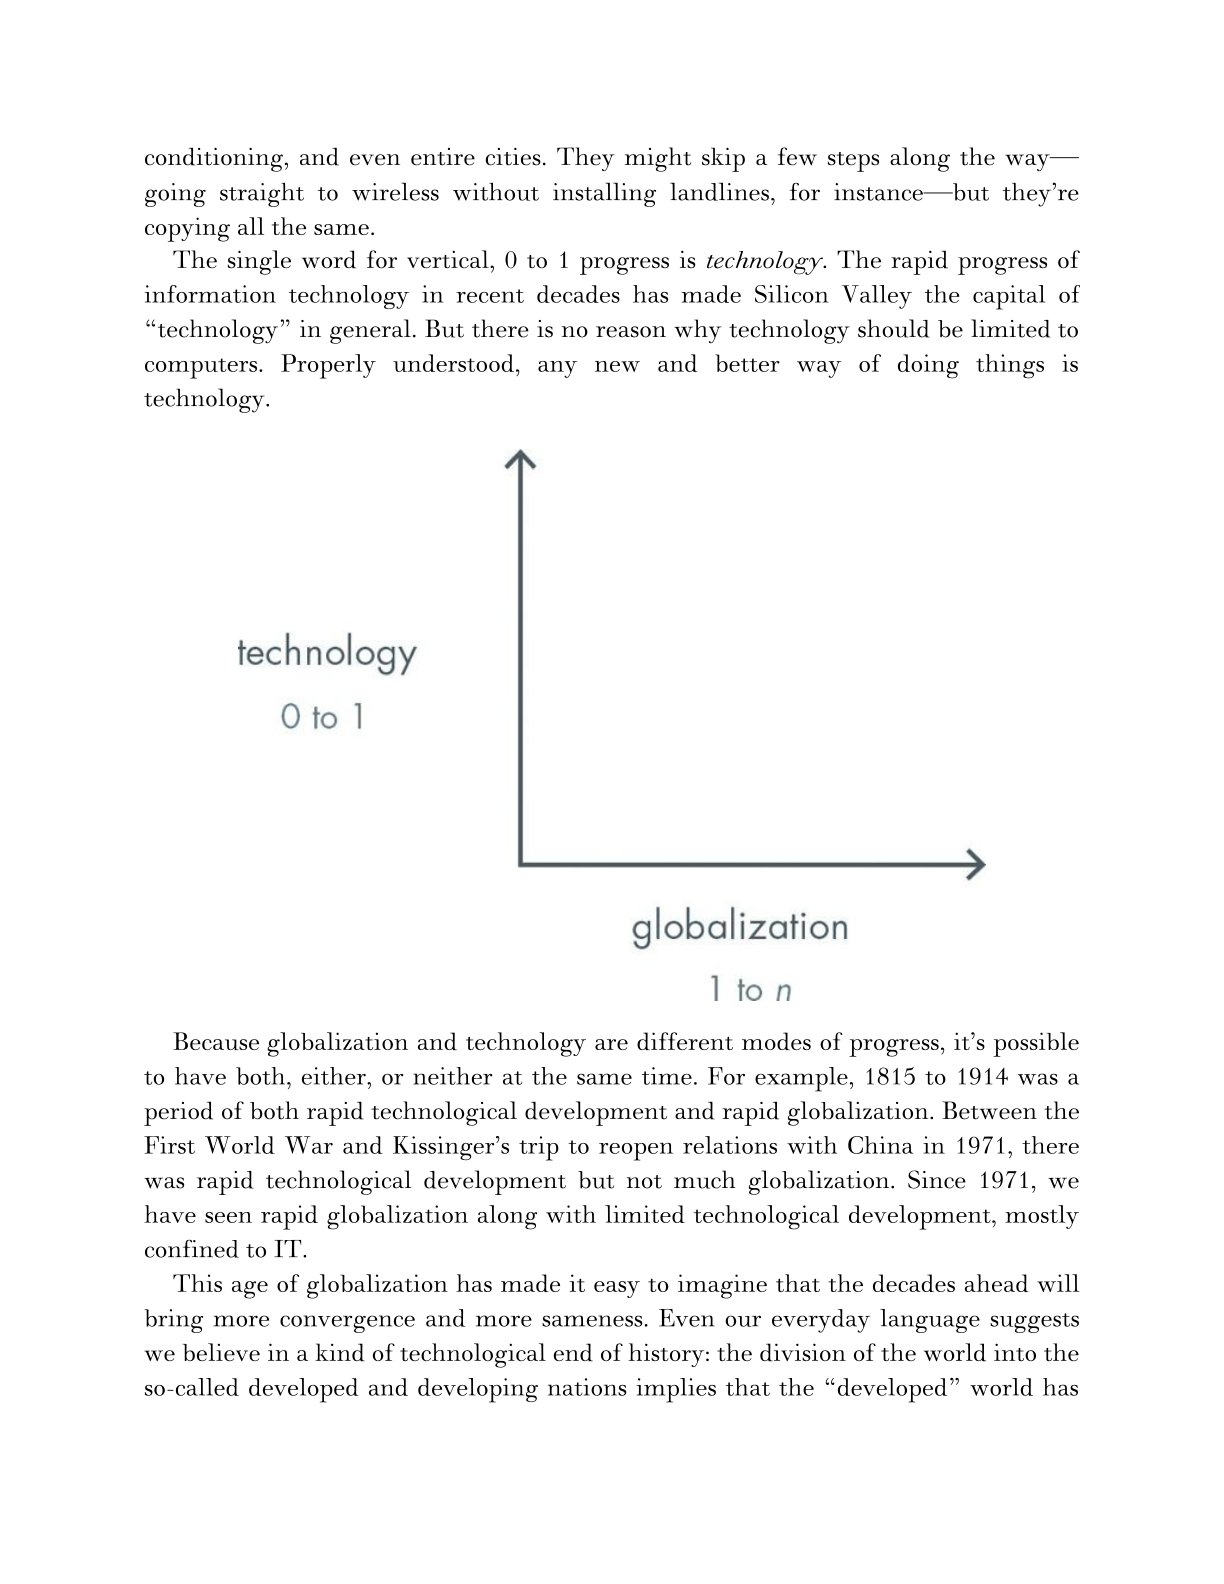 conditioning, and even entire cities. They might skip a few steps along the way—
going straight to wireless without installing landlines, for instance—but they’re
copying all the same.
The single word for vertical, 0 to 1 progress is technology. The rapid progress of
information technology in recent decades has made Silicon Valley the capital of
“technology” in general. But there is no reason why technology should be limited to
computers. Properly understood, any new and better way of doing things is
technology.
technology
0 to 1
globalization
1 to n
Because globalization and technology are different modes of progress, it’s possible
to have both, either, or neither at the same time. For example, 1815 to 1914 was a
period of both rapid technological development and rapid globalization. Between the
First World War and Kissinger’s trip to reopen relations with China in 1971, there
was rapid technological development but not much globalization. Since 1971, we
have seen rapid globalization along with limited technological development, mostly
confined to IT.
This age of globalization has made it easy to imagine that the decades ahead will
bring more convergence and more sameness. Even our everyday language suggests
we believe in a kind of technological end of history: the division of the world into the
so-called developed and developing nations implies that the “developed” world has